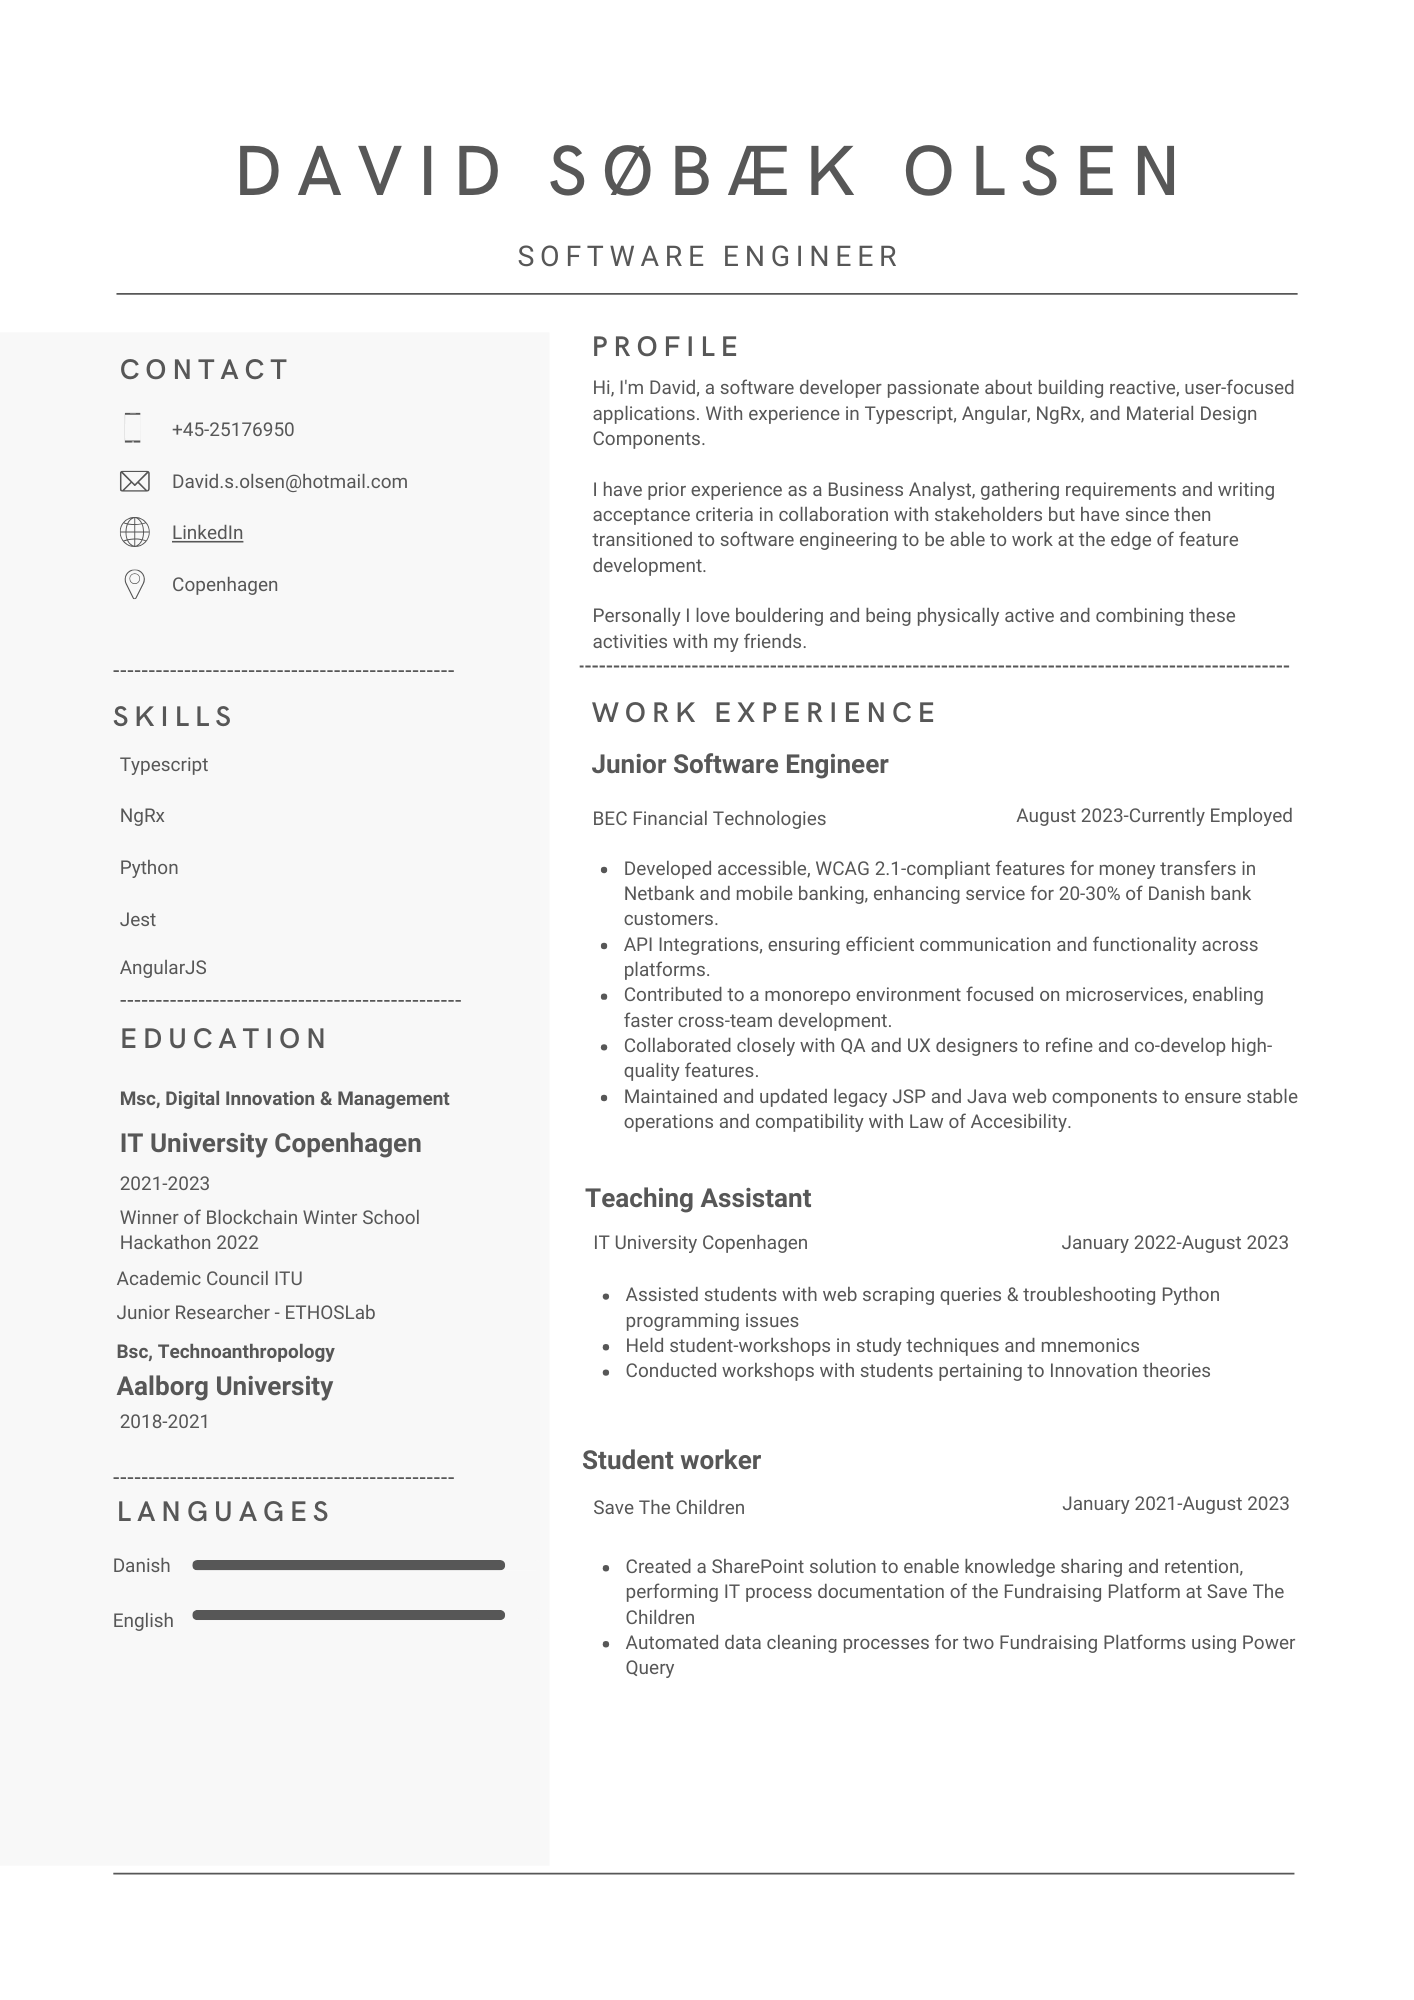 DAVID SØBÆK OLSEN
SOFTWARE ENGINEER
CONTACT
+45-25176950
David.s.olsen@hotmail.com
LinkedIn
Copenhagen
------------------------------------------------
SKILLS
Typescript
NgRx
Python
Jest
AngularJS
------------------------------------------------
EDUCATION
Msc, Digital Innovation & Management
IT University Copenhagen
2021-2023
Winner of Blockchain Winter School
Hackathon 2022
Academic Council ITU
Junior Researcher - ETHOSLab
Bsc, Technoanthropology
Aalborg University
2018-2021
------------------------------------------------
LANGUAGES
Danish
English
PROFILE
Hi, I'm David, a software developer passionate about building reactive, user-focused
applications. With experience in Typescript, Angular, NgRx, and Material Design
Components.
I have prior experience as a Business Analyst, gathering requirements and writing
acceptance criteria in collaboration with stakeholders but have since then
transitioned to software engineering to be able to work at the edge of feature
development.
Personally I love bouldering and being physically active and combining these
activities with my friends.
----------------------------------------------------------------------------------------------------
WORK EXPERIENCE
Junior Software Engineer
BEC Financial Technologies August 2023-Currently Employed
• Developed accessible, WCAG 2.1-compliant features for money transfers in
Netbank and mobile banking, enhancing service for 20-30% of Danish bank
customers.
• API Integrations, ensuring efficient communication and functionality across
platforms.
• Contributed to a monorepo environment focused on microservices, enabling
faster cross-team development.
• Collaborated closely with QA and UX designers to refine and co-develop high-
quality features.
• Maintained and updated legacy JSP and Java web components to ensure stable
operations and compatibility with Law of Accesibility.
Teaching Assistant
IT University Copenhagen January 2022-August 2023
• Assisted students with web scraping queries & troubleshooting Python
programming issues
• Held student-workshops in study techniques and mnemonics
• Conducted workshops with students pertaining to Innovation theories
Student worker
Save The Children January 2021-August 2023
• Created a SharePoint solution to enable knowledge sharing and retention,
performing IT process documentation of the Fundraising Platform at Save The
Children
• Automated data cleaning processes for two Fundraising Platforms using Power
Query